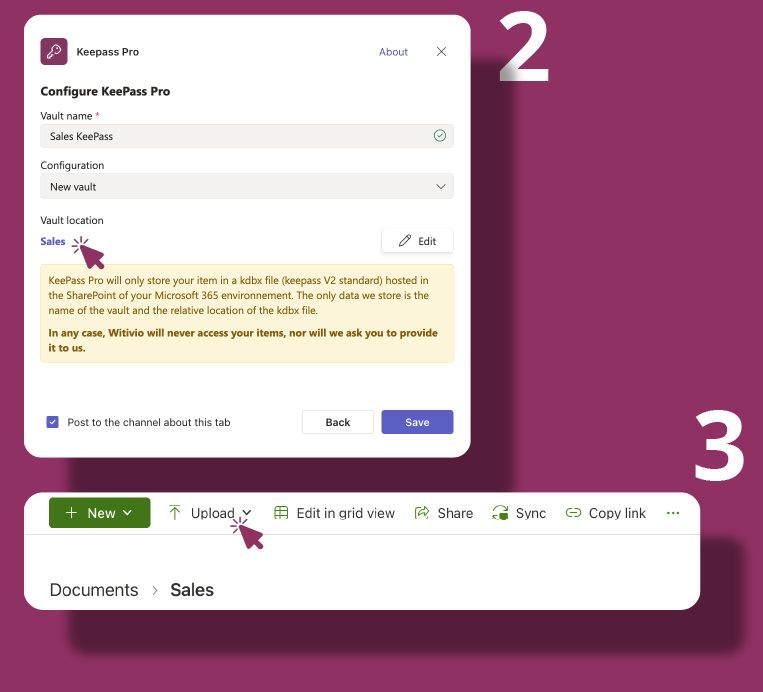 2
Keepass Pro
About
Configure KeePass Pro
Vault name *
Sales KeePass
Configuration
New vault
Vault location
Sales
Edit
KeePass Pro will only store your item in a kdbx file (keepass V2 standard) hosted in
the SharePoint of your Microsoft 365 environnement. The only data we store is the
name of the vault and the relative location of the kdbx file.
In any case, Witivio will never access your items, nor will we ask you to provide
it to us.
Post to the channel about this tab
Back
Save
3
New
Upload
Edit in grid view
Share
Sync
Copy link
Documents > Sales